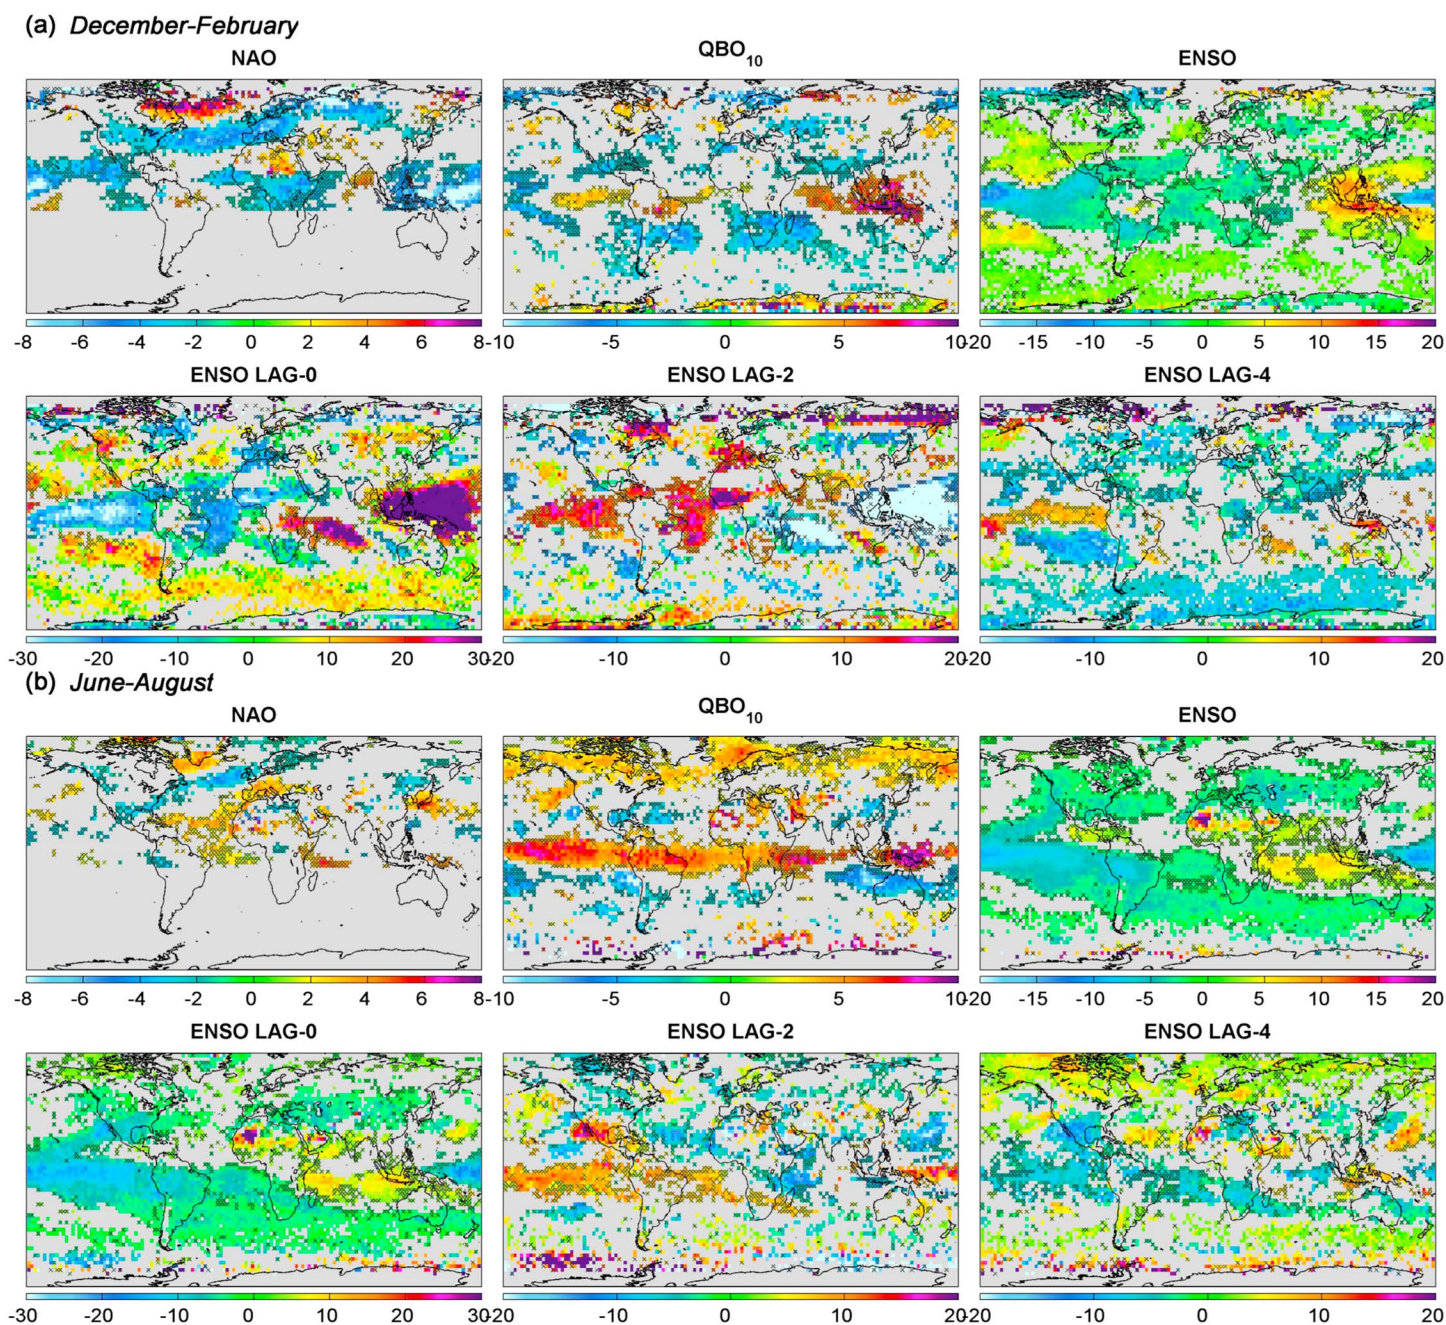 (a) December-February
NAO QBO10 ENSO
-8 -6 -4 -2 0 2 4 6 8 -10 -5 0 5 10 -20 -15 -10 -5 0 5 10 15 20
ENSO LAG-0 ENSO LAG-2 ENSO LAG-4
-30 -20 -10 0 10 20 30 -20 -10 0 10 20 -20 -10 0 10 20
(b) June-August
NAO QBO10 ENSO
-8 -6 -4 -2 0 2 4 6 8 -10 -5 0 5 10 -20 -15 -10 -5 0 5 10 15 20
ENSO LAG-0 ENSO LAG-2 ENSO LAG-4
-30 -20 -10 0 10 20 30 -20 -10 0 10 20 -20 -10 0 10 20